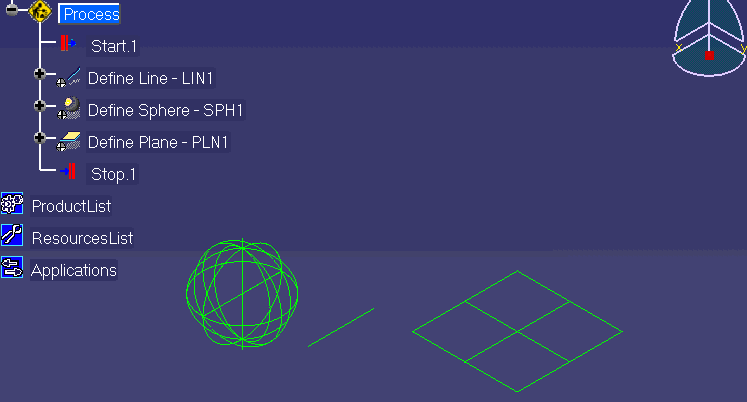 Process
Start.1
Define Line - LIN1
Define Sphere - SPH1
Define Plane - PLN1
Stop.1
ProductList
ResourcesList
Applications
x
y